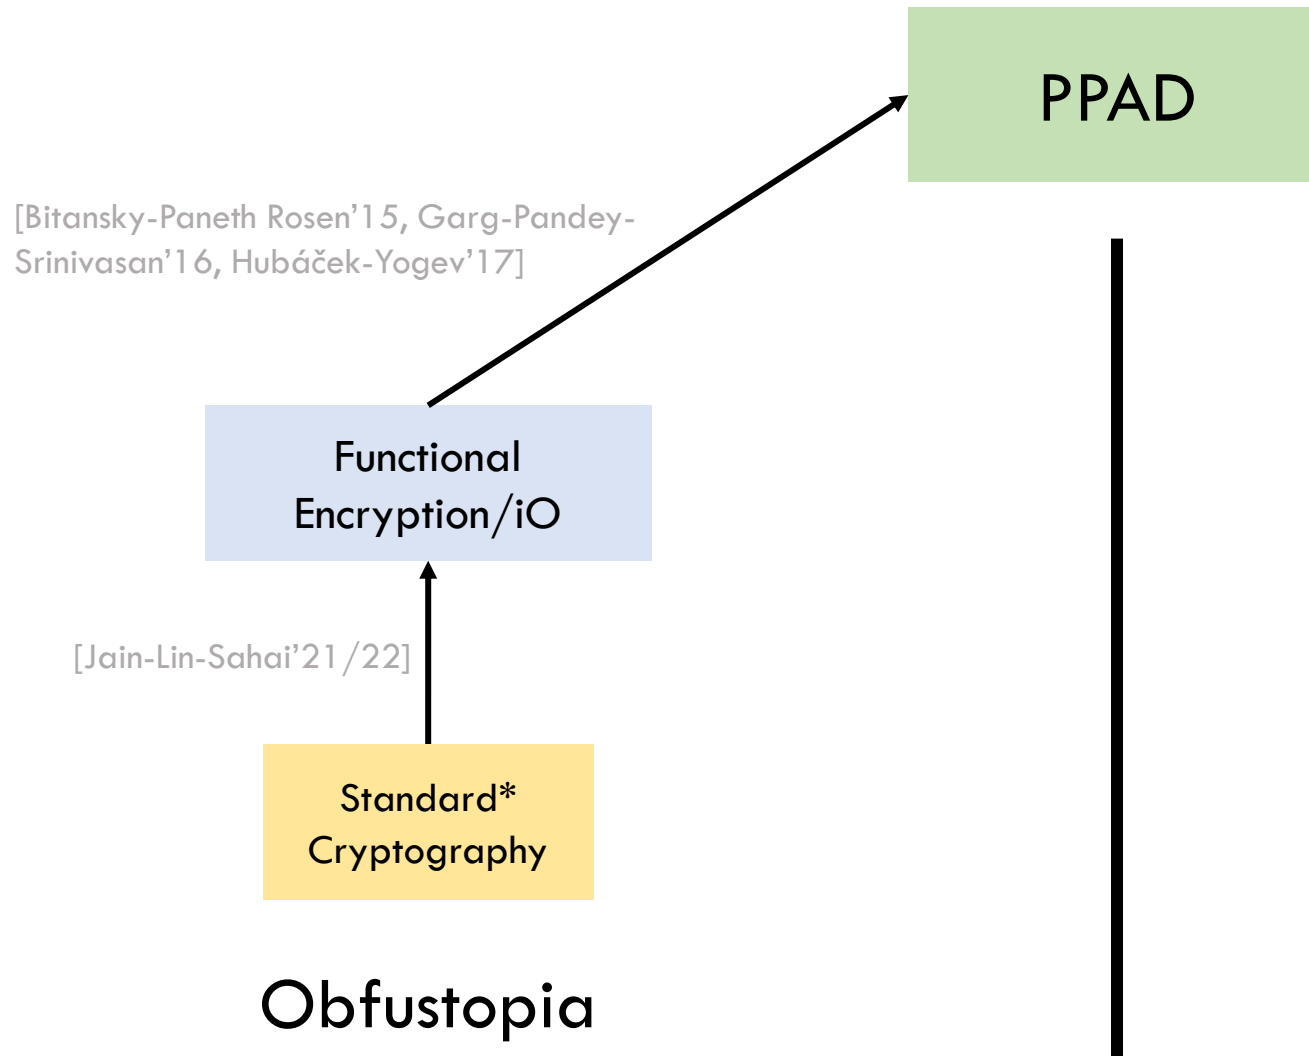 PPAD
[Bitansky-Paneth Rosen’15, Garg-Pandey-
Srinivasan’16, Hubáček-Yogev’17]
Functional
Encryption/iO
[Jain-Lin-Sahai’21/22]
Standard*
Cryptography
Obfustopia